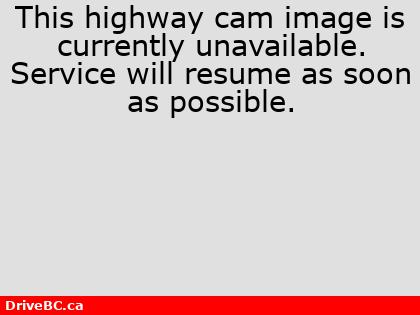 This highway cam image is
currently unavailable.
Service will resume as soon
as possible.
DriveBC.ca